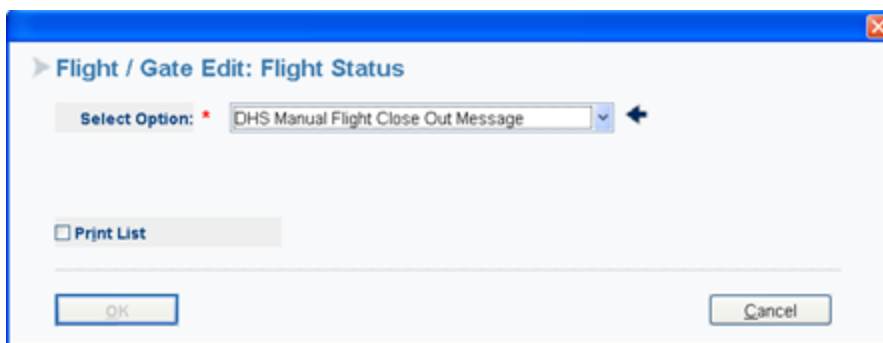 Flight / Gate Edit: Flight Status
Select Option: * DHS Manual Flight Close Out Message
Print List
OK
Cancel